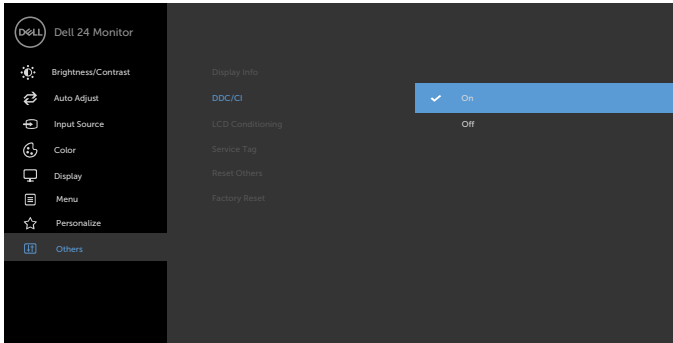 DELL Dell 24 Monitor
Brightness/Contrast
Auto Adjust
Input Source
Color
Display
Menu
Personalize
Others
Display Info
DDC/CI
LCD Conditioning
Service Tag
Reset Others
Factory Reset
On
Off